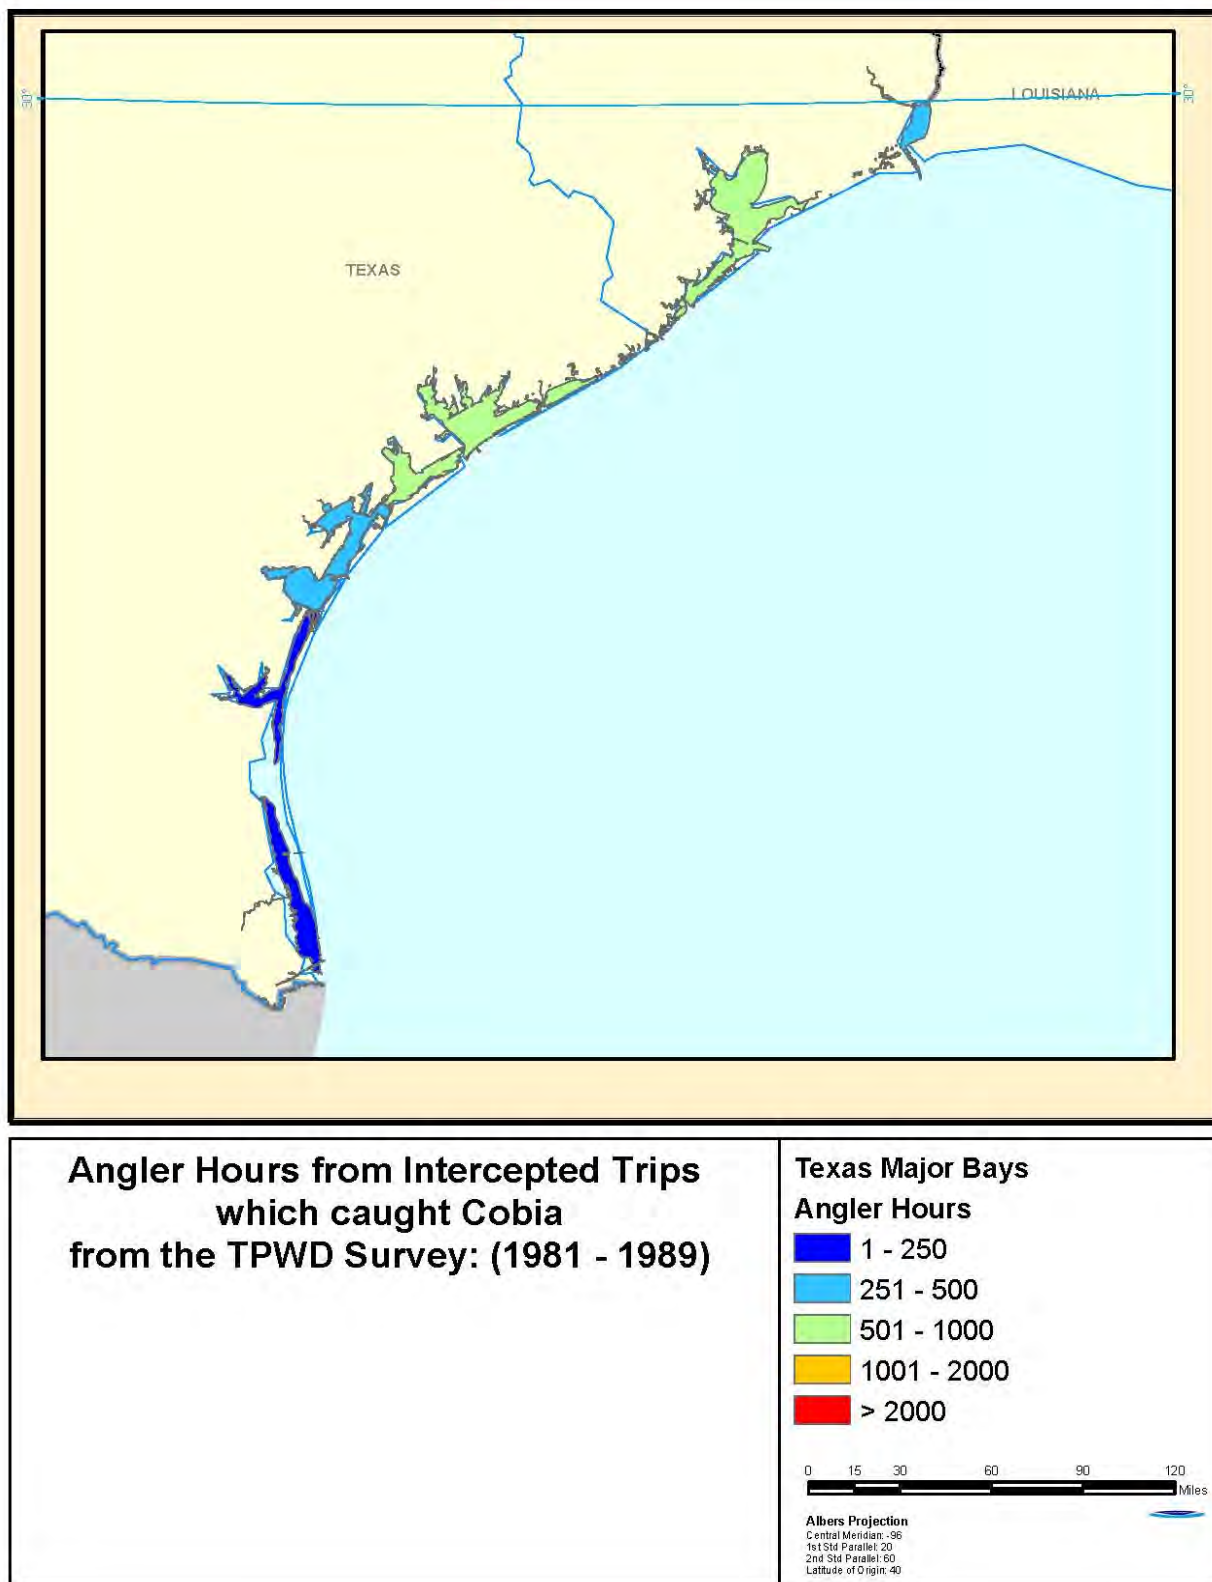 30°
LOUISIANA
30°
TEXAS
Angler Hours from Intercepted Trips
which caught Cobia
from the TPWD Survey: (1981 - 1989)
Texas Major Bays
Angler Hours
1 - 250
251 - 500
501 - 1000
1001 - 2000
> 2000
0 15 30 60 90 120
Miles
Albers Projection
Central Meridian: -96
1st Std Parallel: 20
2nd Std Parallel: 60
Latitude of Origin: 40